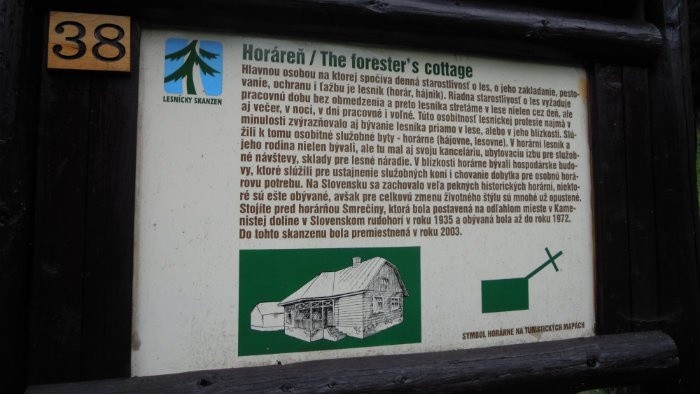 38
LESNÍCKY SKANZEN
Horáreň / The forester's cottage
Hlavnou osobou na ktorej spočíva denná starostlivosť o les, o jeho zakladanie, pesto-
vanie, ochranu i ťažbu je lesník (horár, hájnik). Riadna starostlivosť o les vyžaduje
pracovnú dobu bez obmedzenia a preto lesníka stretáme v lese nielen cez deň, ale
aj večer, v noci, v dni pracovné i voľné. Túto osobitnosť lesníckej profesie najmä v
minulosti zvýrazňovalo aj bývanie lesníka priamo v lese, alebo v jeho blízkosti. Slú-
žili k tomu osobitné služobné byty - horárne (hájovne, lesovne). V horárni lesník a
jeho rodina nielen bývali, ale tu mal aj svoju kanceláriu, ubytovaciu izbu pre služob-
né návštevy, sklady pre lesné náradie. V blízkosti horárne bývali hospodárske budo-
vy, ktoré slúžili pre ustajnenie služobných koní i chovanie dobytka pre osobnú horá-
rovu potrebu. Na Slovensku sa zachovalo veľa pekných historických horární, niekto-
ré sú ešte obývané, avšak pre celkovú zmenu životného štýlu sú mnohé už opustené.
Stojíte pred horárňou Smrečiny, ktorá bola postavená na odľahlom mieste v Kame-
nistej doline v Slovenskom rudohorí v roku 1935 a obývaná bola až do roku 1972.
Do tohto skanzenu bola premiestnená v roku 2003.
SYMBOL HORÁRNE NA TURISTICKÝCH MAPÁCH